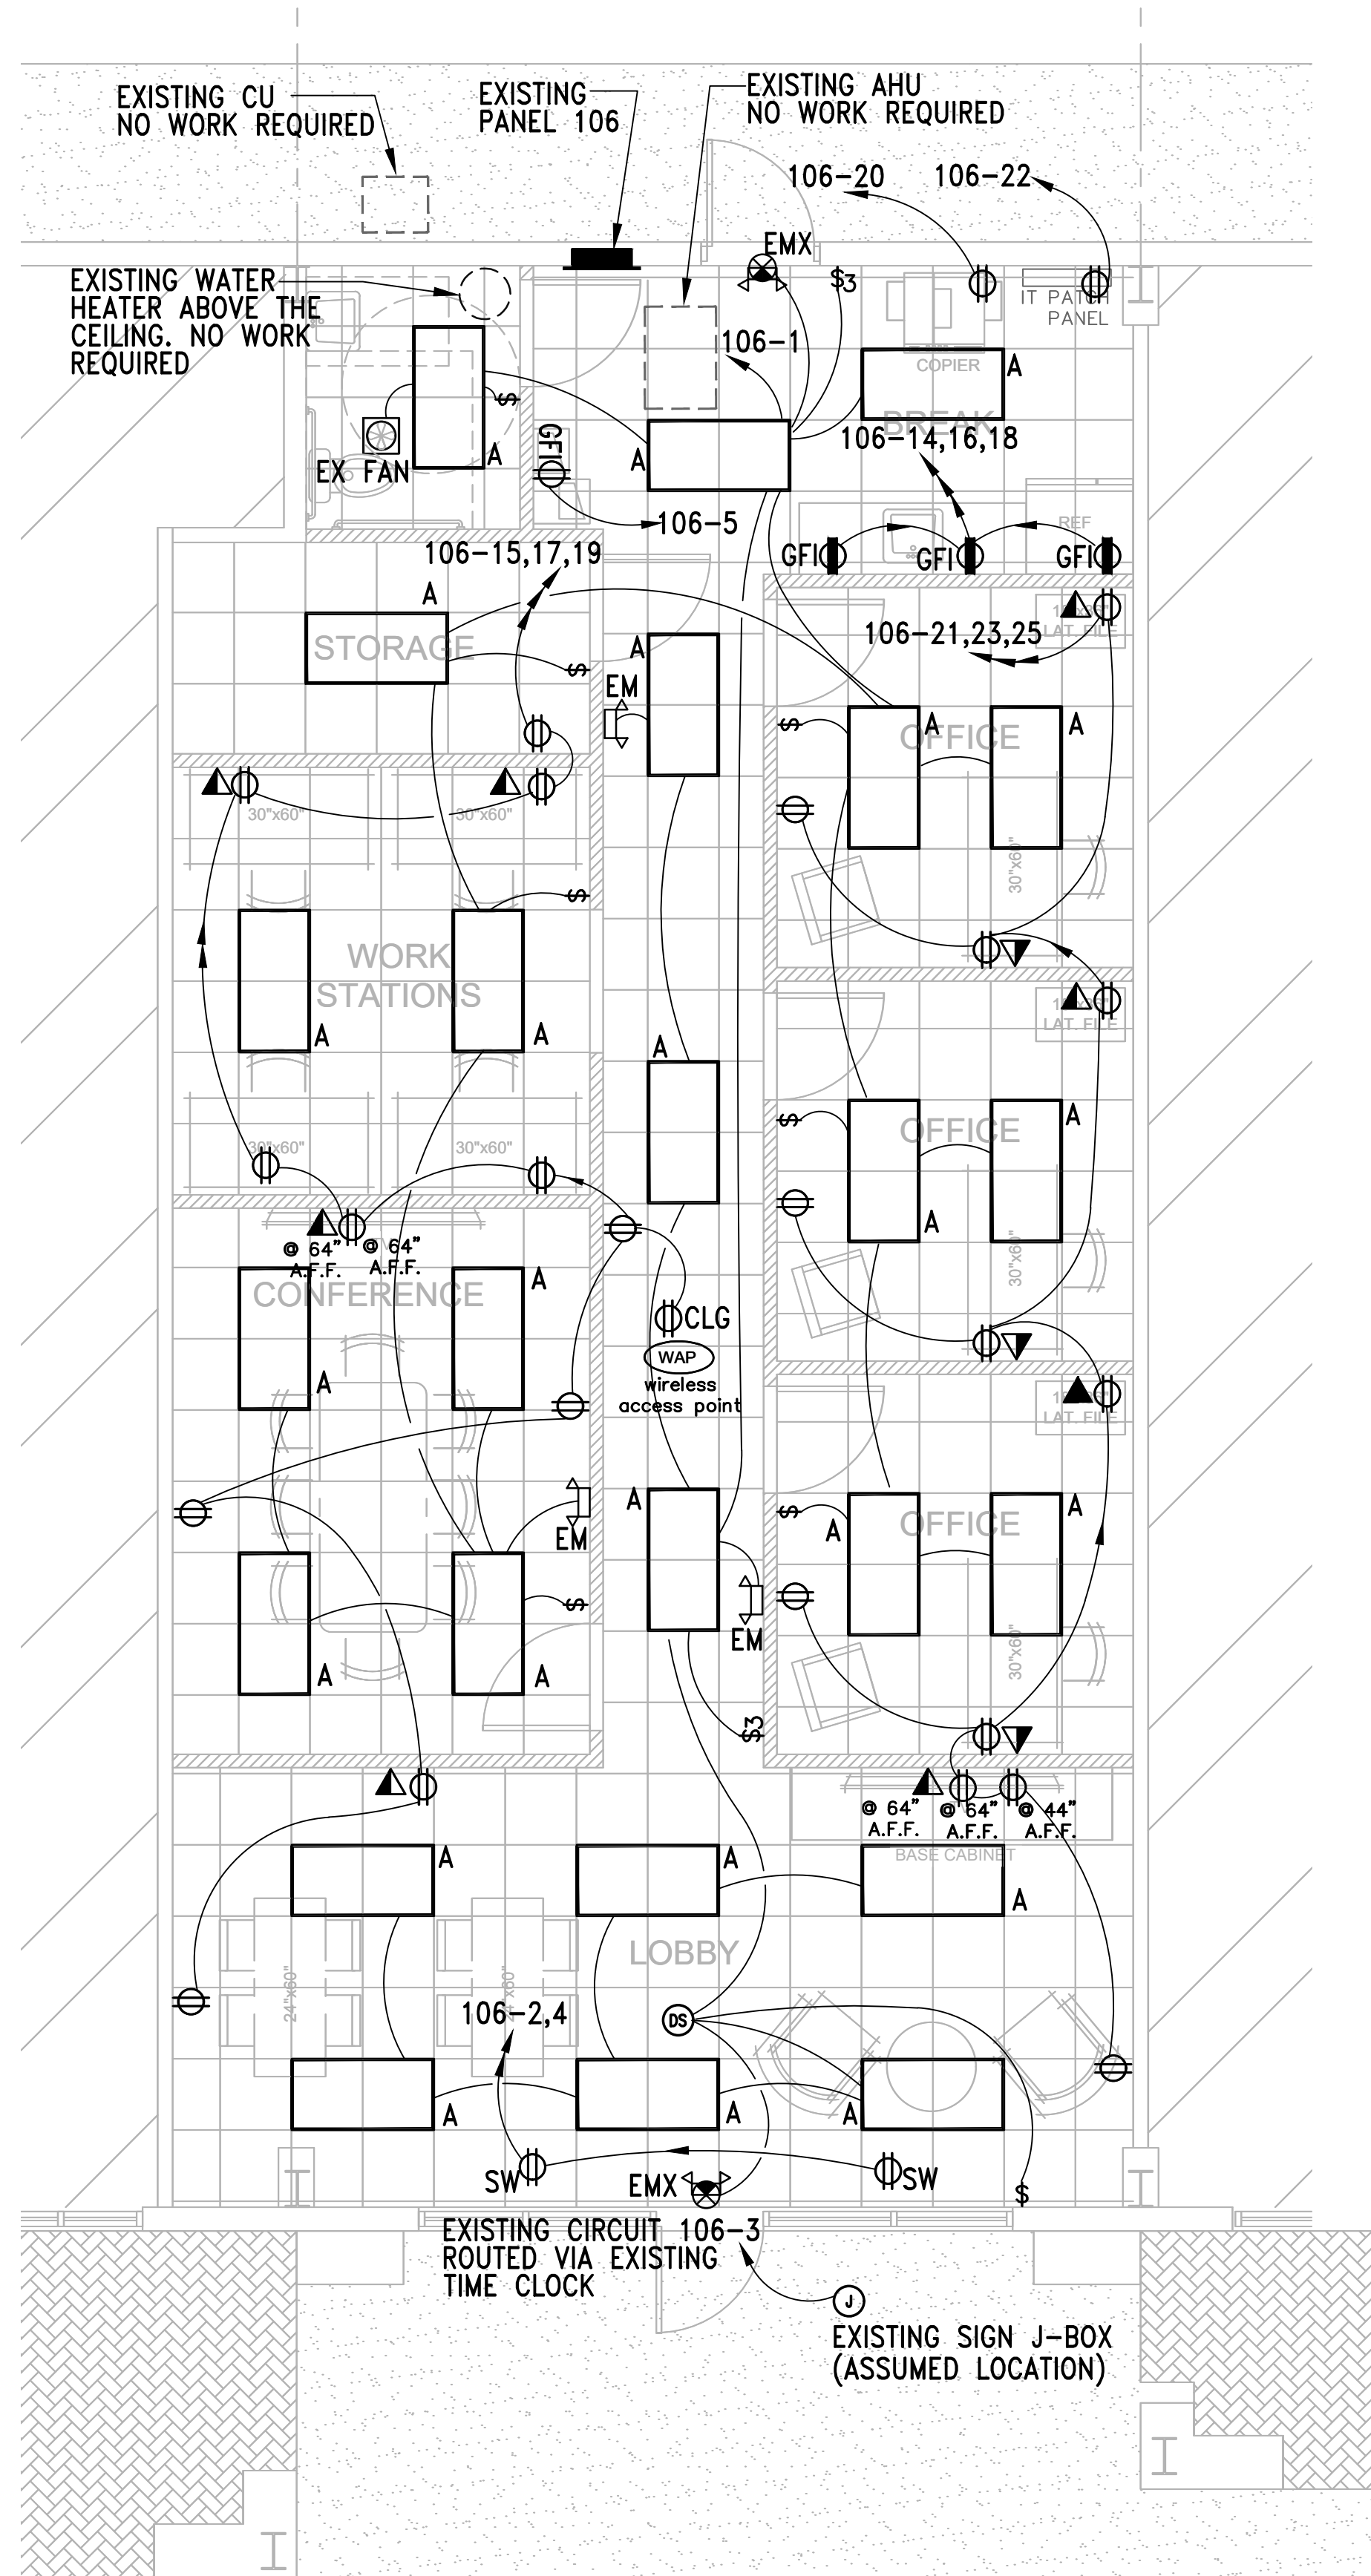 EXISTING CU
NO WORK REQUIRED
EXISTING
PANEL 106
EXISTING AHU
NO WORK REQUIRED
106-20
106-22
EMX
$3
EXISTING WATER
HEATER ABOVE THE
CEILING. NO WORK
REQUIRED
IT PATCH
PANEL
106-1
COPIER
A
BREAK
$
GFI
A
A
EX FAN
106-14,16,18
106-5
REF
GFI
GFI
GFI
106-15,17,19
A
STORAGE
$
A
EM
LAT. FILE
106-21,23,25
$
OFFICE
A
A
30"x60"
30"x60"
30"x60"
$
WORK
STATIONS
A
A
30"x60"
30"x60"
A
LAT. FILE
$
OFFICE
A
A
30"x60"
@ 64"
A.F.F.
@ 64"
A.F.F.
CONFERENCE
A
A
CLG
WAP
wireless
access point
LAT. FILE
EM
A
$
OFFICE
A
A
30"x60"
$
A
A
EM
$3
@ 64"
A.F.F.
@ 64"
A.F.F.
@ 44"
A.F.F.
BASE CABINET
A
A
A
LOBBY
24"x60"
24"x60"
106-2,4
DS
A
A
A
SW
EMX
SW
$
EXISTING CIRCUIT 106-3
ROUTED VIA EXISTING
TIME CLOCK
J
EXISTING SIGN J-BOX
(ASSUMED LOCATION)